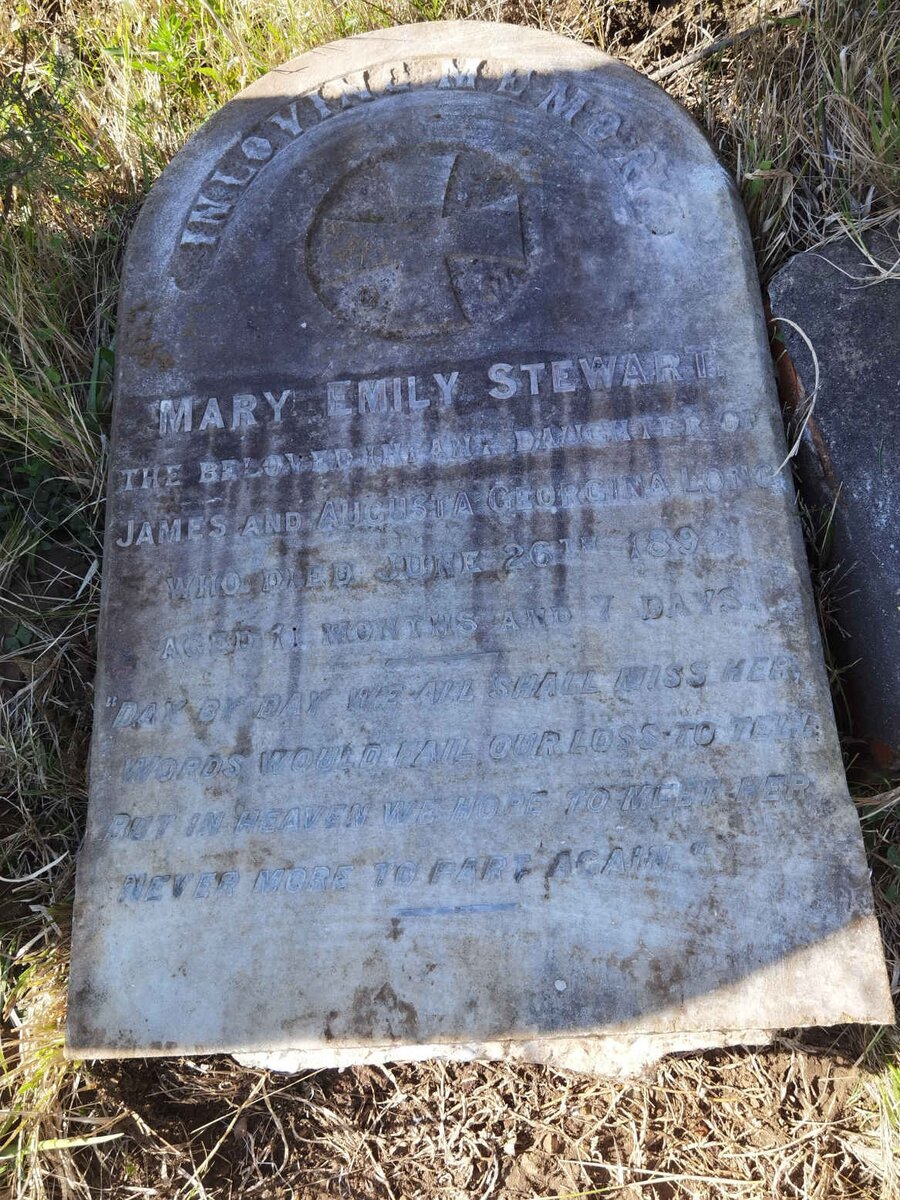 IN LOVING MEMORY
MARY EMILY STEWART
THE BELOVED INFANT DAUGHTER OF
JAMES AND AUGUSTA GEORGINA LONG
WHO DIED JUNE 26TH
AGED 11 MONTHS AND 7 DAYS.
"DAY BY DAY WE ALL SHALL MISS HER,
WORDS WOULD FAIL OUR LOSS TO TELL
BUT IN HEAVEN WE HOPE TO MEET HER
NEVER MORE TO PART AGAIN."